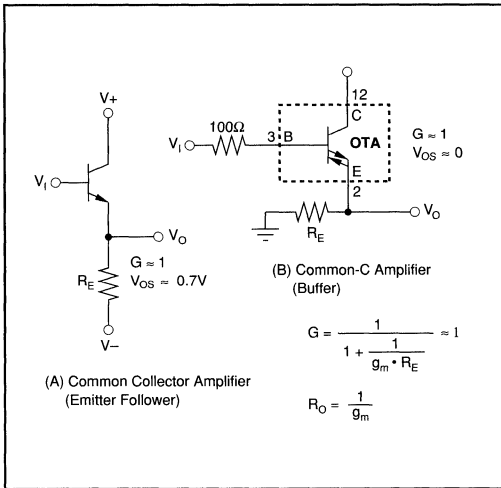 V+
V_I
V_O
R_E
G ≈ 1
V_OS ≈ 0.7V
V–
(A) Common Collector Amplifier
(Emitter Follower)
12
C
100Ω
V_I
3
B
OTA
G ≈ 1
V_OS ≈ 0
E
2
V_O
R_E
(B) Common-C Amplifier
(Buffer)
G = 1 / (1 + 1 / (g_m • R_E)) ≈ 1
R_O = 1 / g_m